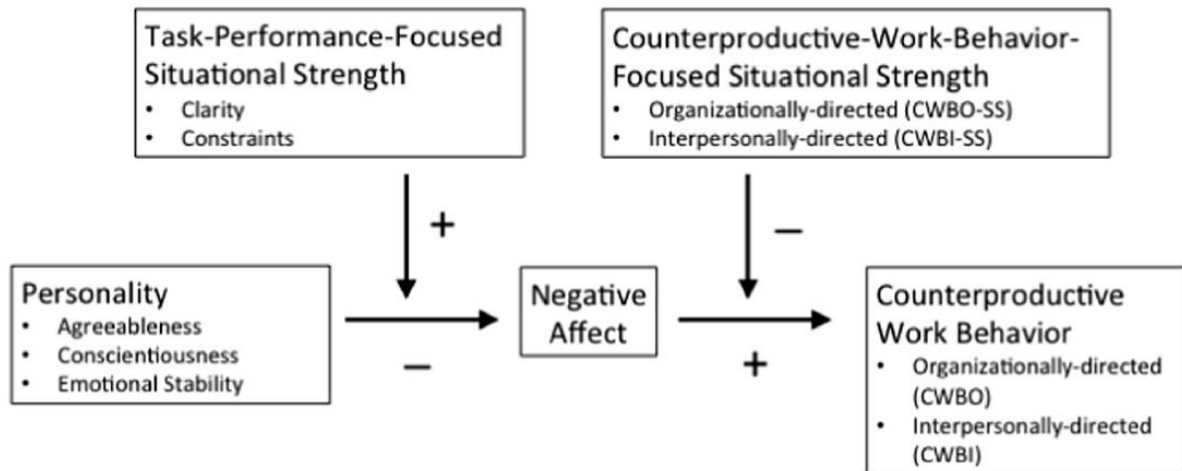 Task-Performance-Focused
Situational Strength
• Clarity
• Constraints
Counterproductive-Work-Behavior-
Focused Situational Strength
• Organizationally-directed (CWBO-SS)
• Interpersonally-directed (CWBI-SS)
+
–
Personality
• Agreeableness
• Conscientiousness
• Emotional Stability
–
Negative
Affect
+
Counterproductive
Work Behavior
• Organizationally-directed
(CWBO)
• Interpersonally-directed
(CWBI)